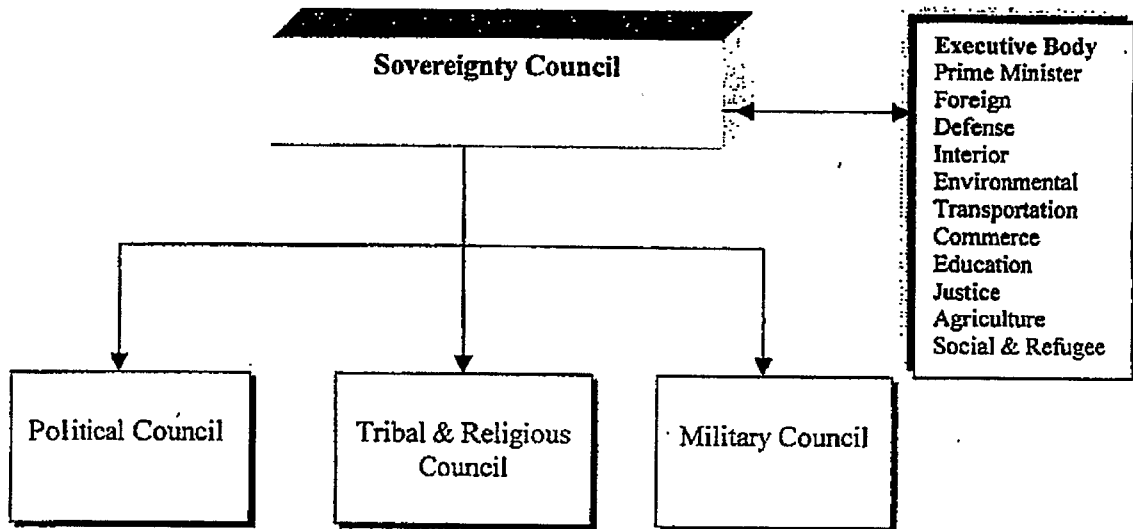 Sovereignty Council
Executive Body
Prime Minister
Foreign
Defense
Interior
Environmental
Transportation
Commerce
Education
Justice
Agriculture
Social & Refugee
Political Council
Tribal & Religious
Council
Military Council